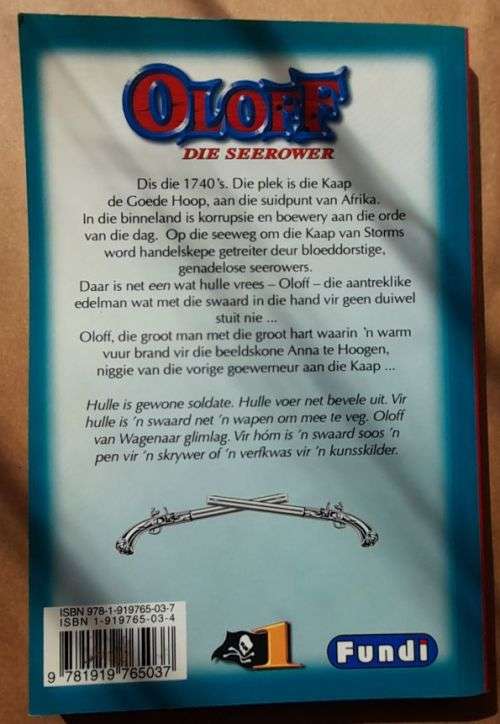 OLOFF
DIE SEEROWER
Dis die 1740's. Die plek is die Kaap
de Goede Hoop, aan die suidpunt van Afrika.
In die binneland is korrupsie en boewery aan die orde
van die dag. Op die seeweg om die Kaap van Storms
word handelskepe geteister deur bloeddorstige,
genadelose seerowers.
Daar is net een wat hulle vrees – Oloff – die aantreklike
edelman wat met die swaard in die hand vir geen duiwel
stuit nie ...
Oloff, die groot man met die groot hart waarin 'n warm
vuur brand vir die beeldskone Anna te Hoogen,
niggie van die vorige goewerneur aan die Kaap ...
Hulle is gewone soldate. Hulle voer net bevele uit. Vir
hulle is 'n swaard net 'n wapen om mee te veg. Oloff
van Wagenaar glimlag. Vir hóm is 'n swaard soos 'n
pen vir 'n skrywer of 'n verfkwas vir 'n kunsskilder.
ISBN 978-1-919765-03-7
ISBN 1-919765-03-4
9 781919 765037
1
Fundi